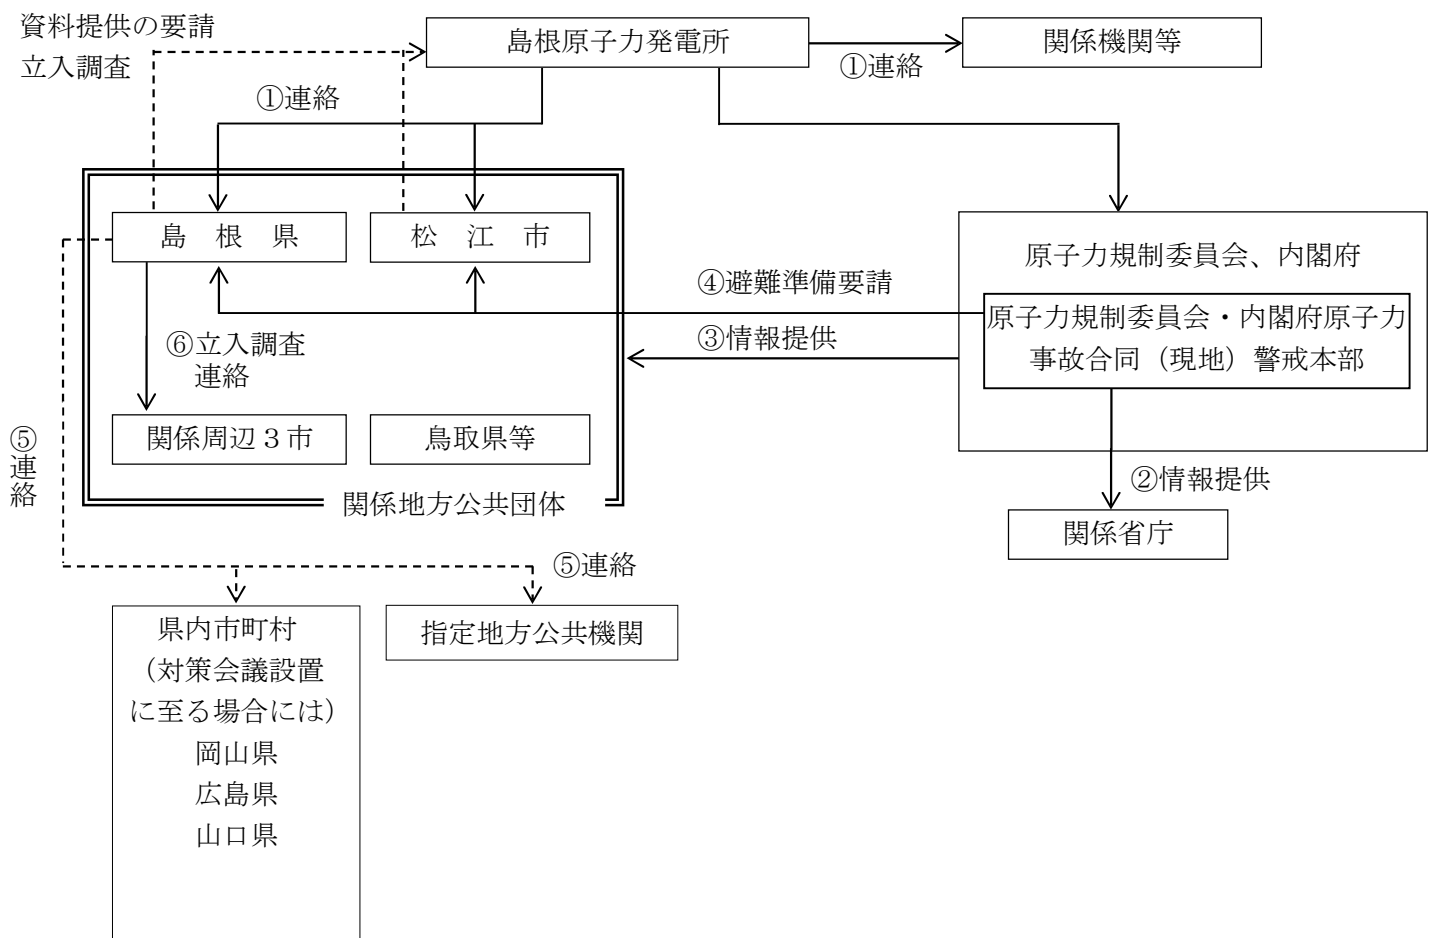 資料提供の要請
立入調査
島根原子力発電所
関係機関等
①連絡
①連絡
島 根 県
松 江 市
原子力規制委員会、内閣府
④避難準備要請
原子力規制委員会・内閣府原子力
事故合同（現地）警戒本部
③情報提供
⑥立入調査
連絡
関係周辺３市
鳥取県等
⑤連絡
②情報提供
関係地方公共団体
関係省庁
⑤連絡
県内市町村
（対策会議設置
に至る場合には）
岡山県
広島県
山口県
指定地方公共機関